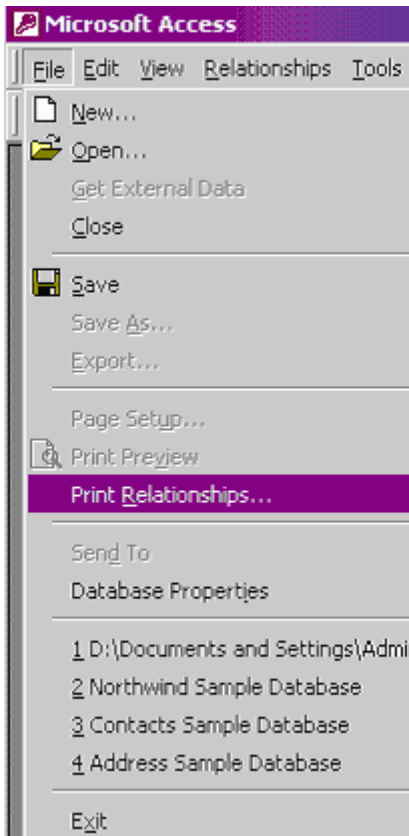 Microsoft Access
File Edit View Relationships Tools
New...
Open...
Get External Data
Close
Save
Save As...
Export...
Page Setup...
Print Preview
Print Relationships...
Send To
Database Properties
1 D:\Documents and Settings\Admi
2 Northwind Sample Database
3 Contacts Sample Database
4 Address Sample Database
Exit